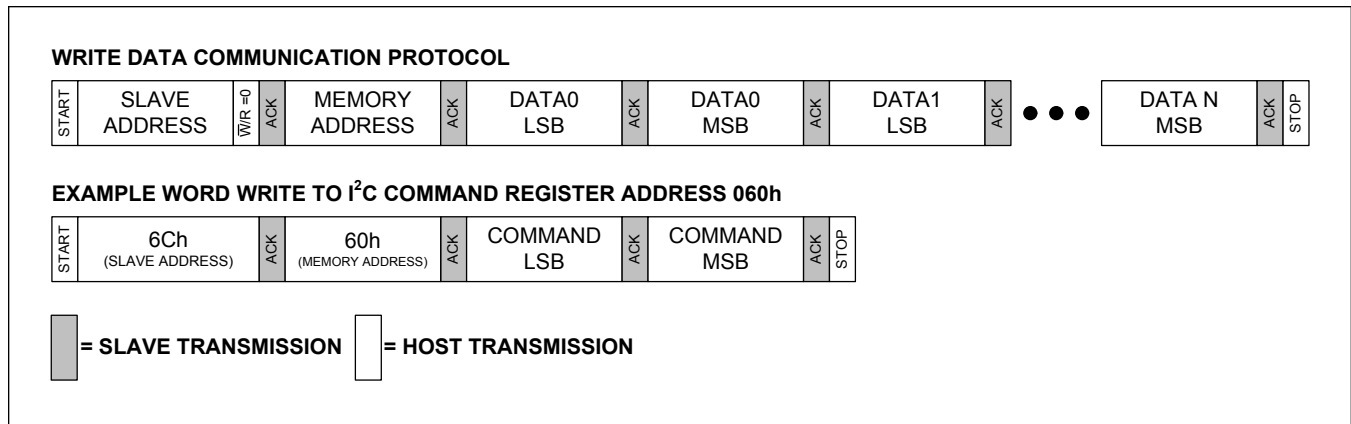 WRITE DATA COMMUNICATION PROTOCOL
START SLAVE ADDRESS W̅/R =0 ACK MEMORY ADDRESS ACK DATA0 LSB ACK DATA0 MSB ACK DATA1 LSB ACK ● ● ● DATA N MSB ACK STOP
EXAMPLE WORD WRITE TO I²C COMMAND REGISTER ADDRESS 060h
START 6Ch (SLAVE ADDRESS) ACK 60h (MEMORY ADDRESS) ACK COMMAND LSB ACK COMMAND MSB ACK STOP
= SLAVE TRANSMISSION = HOST TRANSMISSION